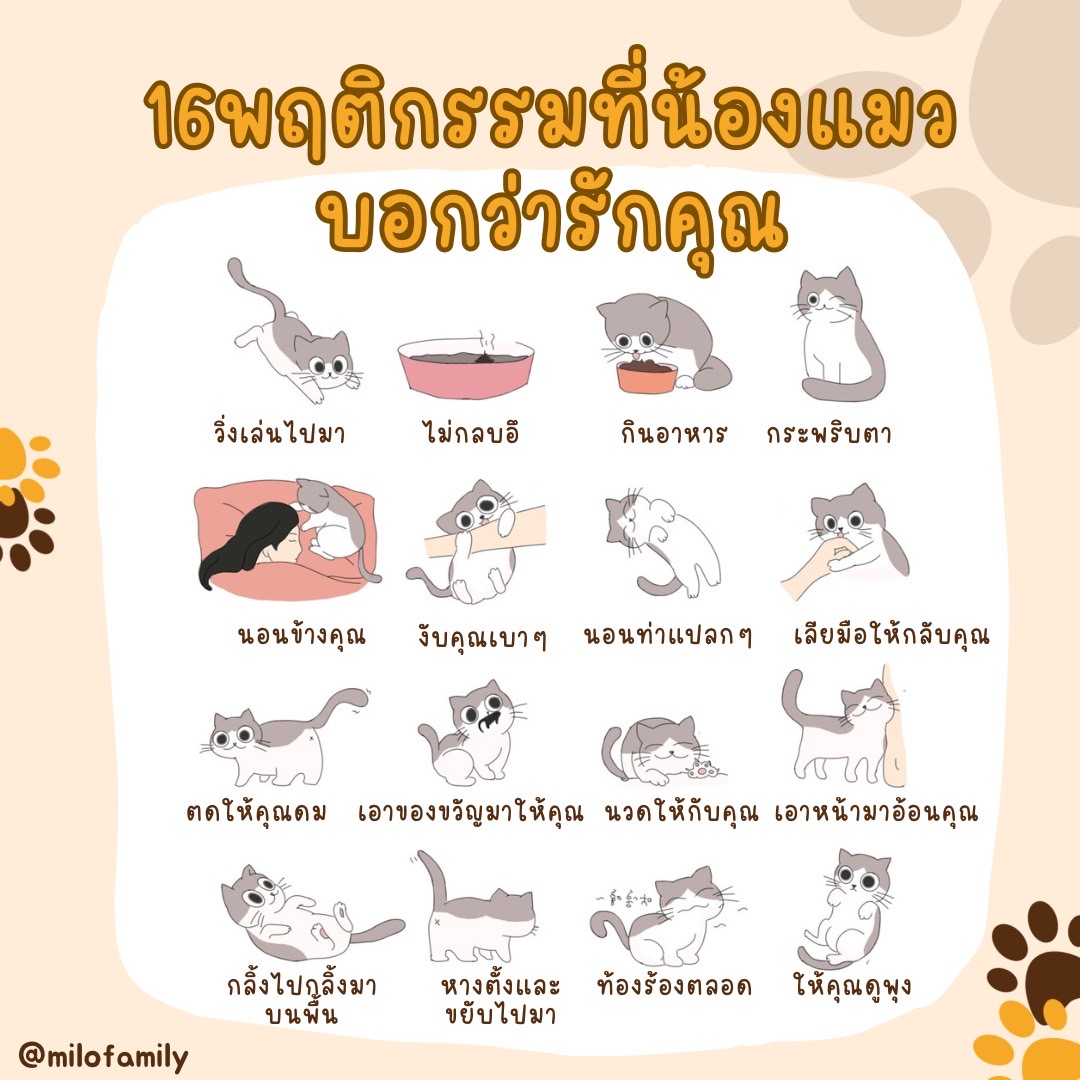 16พฤติกรรมที่น้องแมว
บอกว่ารักคุณ
วิ่งเล่นไปมา
ไม่กลบอึ
กินอาหาร
กระพริบตา
นอนข้างคุณ
งับคุณเบาๆ
นอนท่าแปลกๆ
เลียมือให้กลับคุณ
ตดให้คุณดม
เอาของขวัญมาให้คุณ
นวดให้กับคุณ
เอาหน้ามาอ้อนคุณ
กลิ้งไปกลิ้งมา
บนพื้น
หางตั้งและ
ขยับไปมา
ท้องร้องตลอด
ให้คุณดูพุง
@milofamily